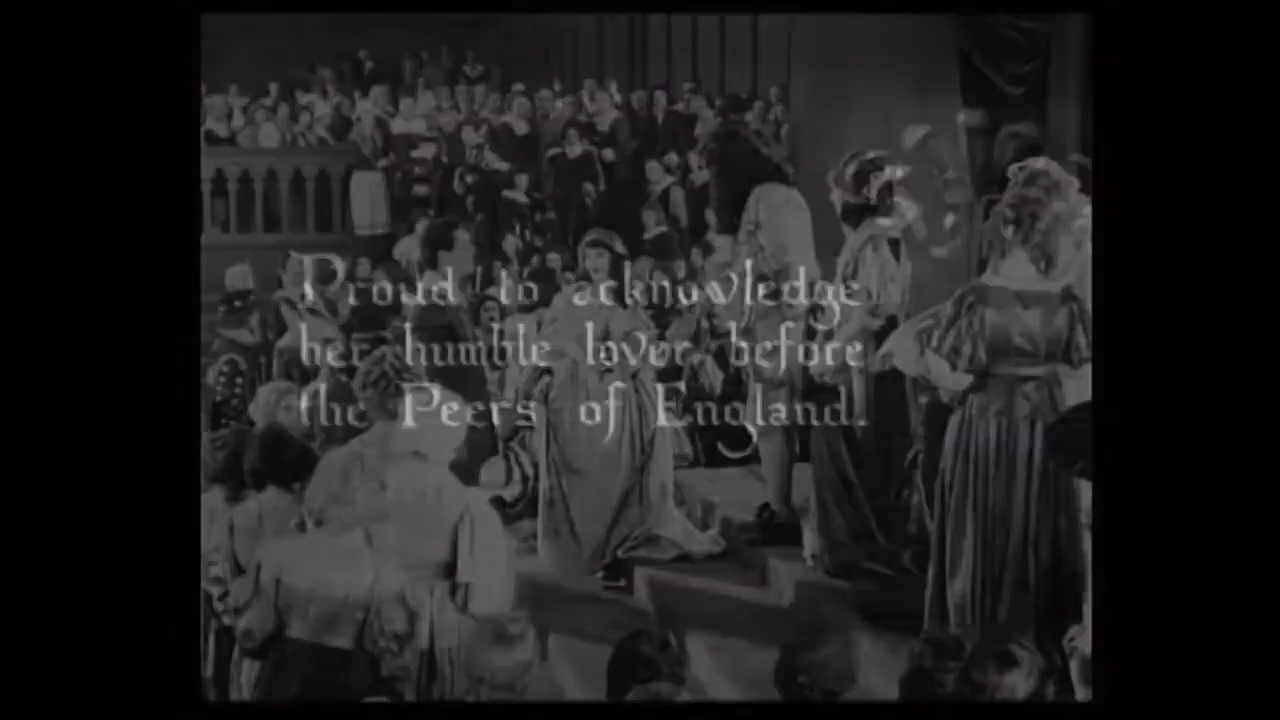 Proud to acknowledge
her humble lover before
the Peers of England.